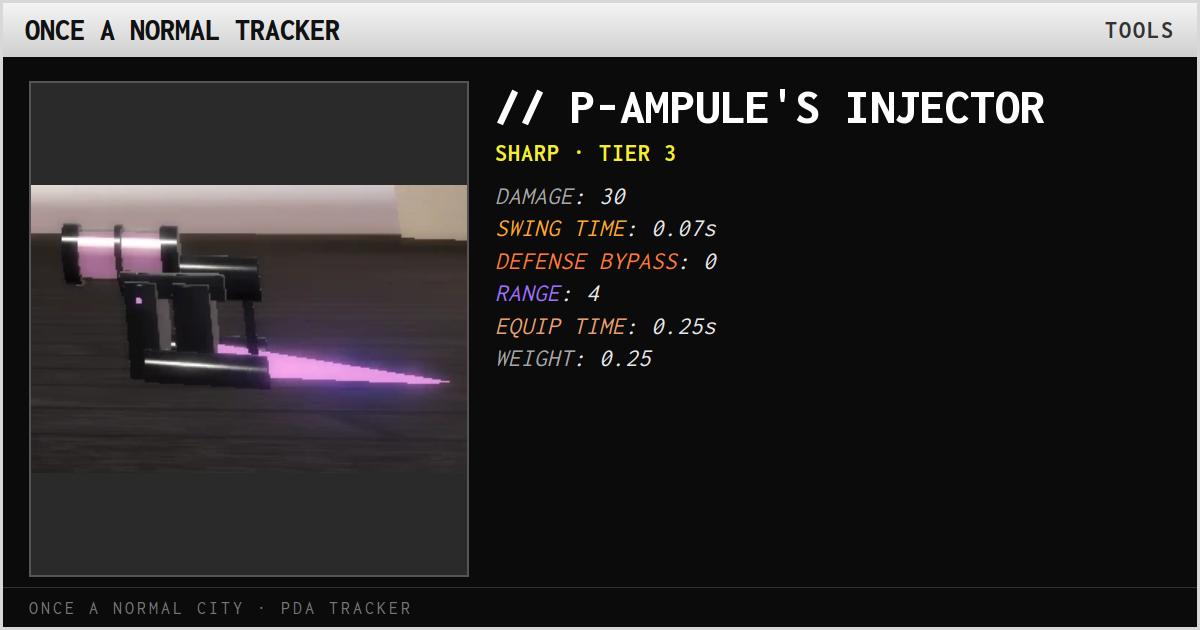 ONCE A NORMAL TRACKER
TOOLS
// P-AMPULE'S INJECTOR
SHARP · TIER 3
DAMAGE: 30
SWING TIME: 0.07s
DEFENSE BYPASS: 0
RANGE: 4
EQUIP TIME: 0.25s
WEIGHT: 0.25
ONCE A NORMAL CITY · PDA TRACKER